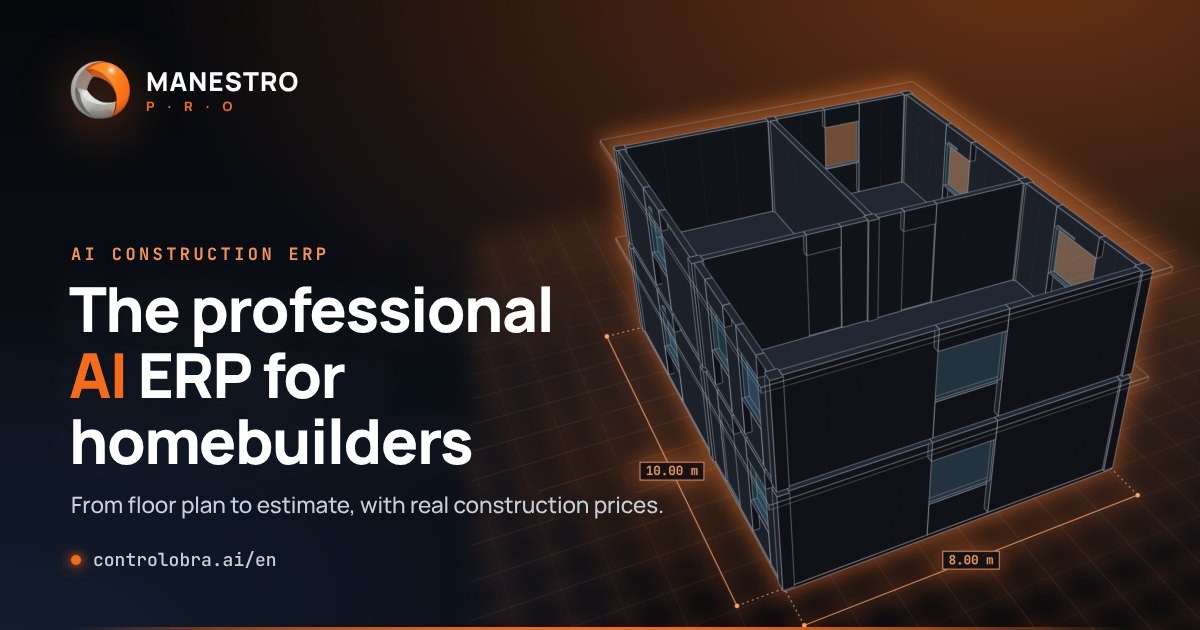 MANESTRO
P · R · O
AI CONSTRUCTION ERP
The professional
AI ERP for
homebuilders
From floor plan to estimate, with real construction prices.
controlobra.ai/en
10.00 m
8.00 m